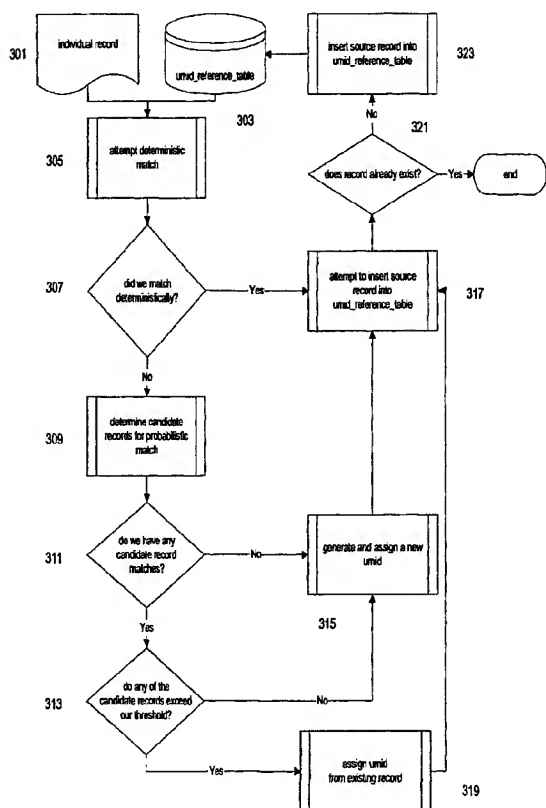 301
individual record
umid_reference_table
303
insert source record into
umid_reference_table
323
305
attempt deterministic
match
No
321
does record already exist?
Yes
end
307
did we match
deterministically?
Yes
attempt to insert source
record into
umid_reference_table
317
No
309
determine candidate
records for probabilistic
match
311
do we have any
candidate record
matches?
No
generate and assign a new
umid
315
Yes
313
do any of the
candidate records exceed
our threshold?
No
Yes
assign umid
from existing record
319